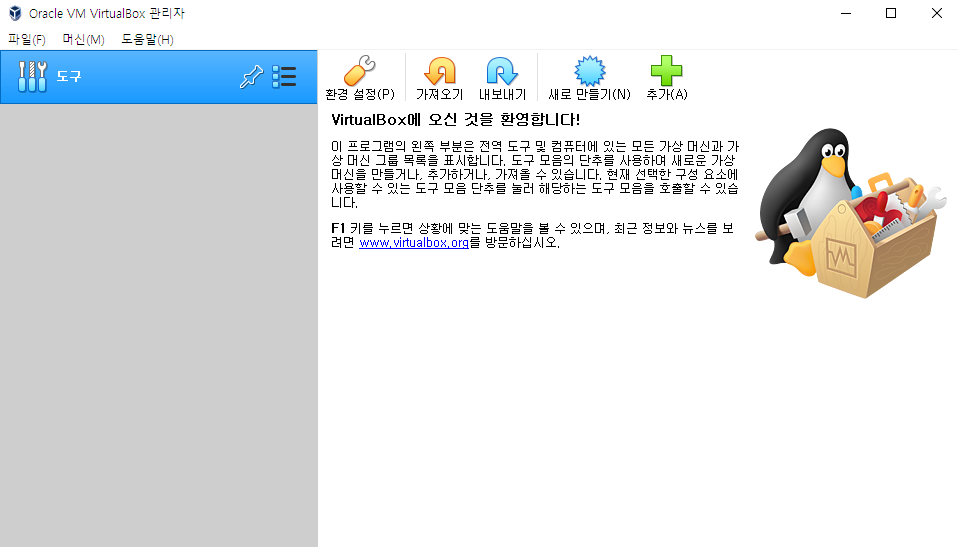 Oracle VM VirtualBox 관리자
파일(F) 머신(M) 도움말(H)
도구
환경 설정(P) 가져오기 내보내기 새로 만들기(N) 추가(A)
VirtualBox에 오신 것을 환영합니다!
이 프로그램의 왼쪽 부분은 전역 도구 및 컴퓨터에 있는 모든 가상 머신과 가
상 머신 그룹 목록을 표시합니다. 도구 모음의 단추를 사용하여 새로운 가상
머신을 만들거나, 추가하거나, 가져올 수 있습니다. 현재 선택한 구성 요소에
사용할 수 있는 도구 모음 단추를 눌러 해당하는 도구 모음을 호출할 수 있습
니다.
F1 키를 누르면 상황에 맞는 도움말을 볼 수 있으며, 최근 정보와 뉴스를 보
려면 www.virtualbox.org를 방문하십시오.